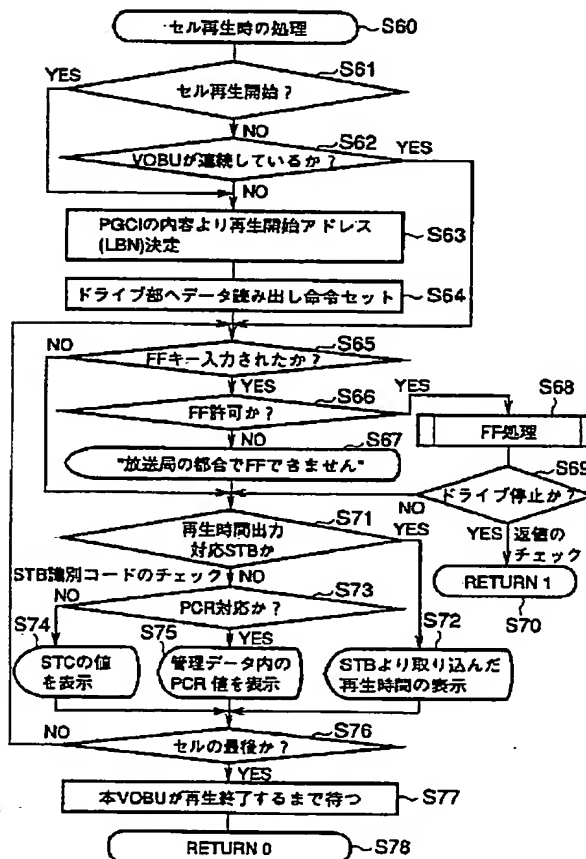 セル再生時の処理
S60
YES
S61
セル再生開始?
NO
S62
VOBUが連続しているか?
YES
NO
PGCIの内容より再生開始アドレス
(LBN)決定
S63
ドライブ部へデータ読み出し命令セット
S64
NO
S65
FFキー入力されたか?
YES
S66
YES
S68
FF許可か?
FF処理
NO
S67
"放送局の都合でFFできません"
S69
ドライブ停止か?
NO
S71
再生時間出力
対応STBか
YES
YES
返値の
チェック
STB識別コードのチェック
NO
S73
RETURN 1
S70
NO
PCR対応か?
S74
S75
YES
S72
STCの値
を表示
管理データ内の
PCR 値を表示
STBより取り込んだ
再生時間の表示
NO
S76
セルの最後か?
YES
本VOBUが再生終了するまで待つ
S77
RETURN 0
S78